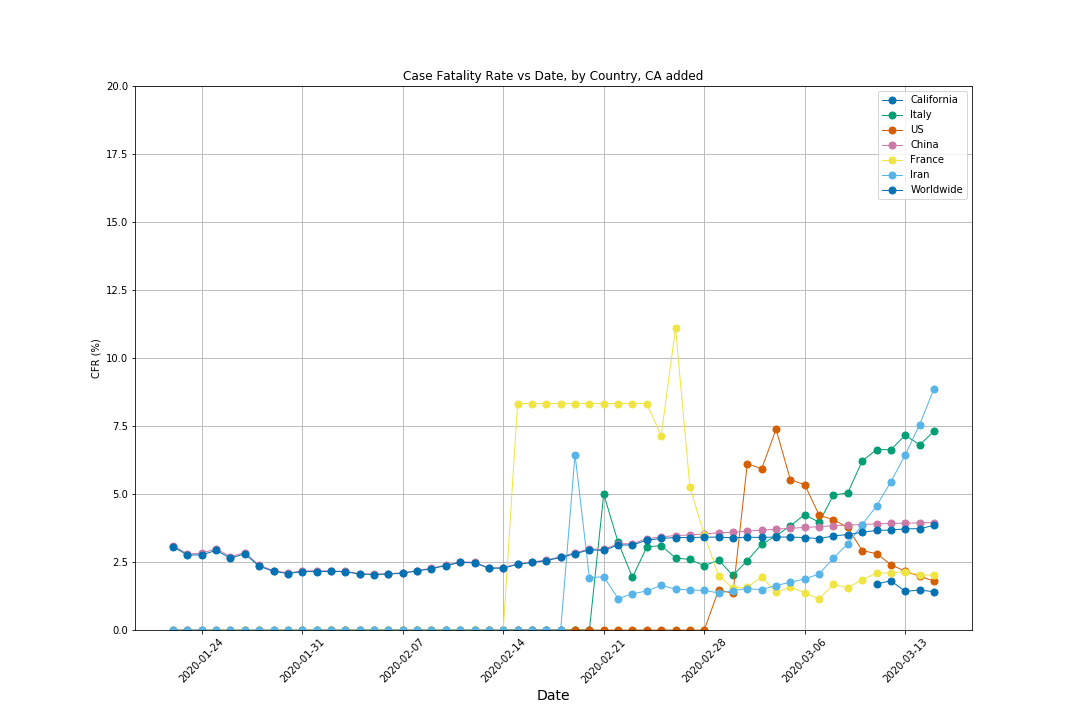 Case Fatality Rate vs Date, by Country, CA added
20.0
17.5
15.0
12.5
10.0
7.5
5.0
2.5
0.0
CFR (%)
California
Italy
US
China
France
Iran
Worldwide
2020-01-24
2020-01-31
2020-02-07
2020-02-14
2020-02-21
2020-02-28
2020-03-06
2020-03-13
Date